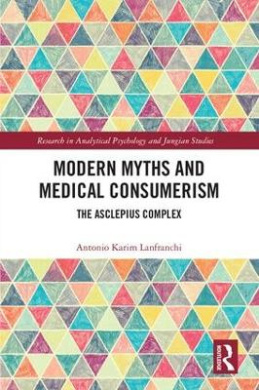 Research in Analytical Psychology and Jungian Studies
MODERN MYTHS AND
MEDICAL CONSUMERISM
THE ASCLEPIUS COMPLEX
Antonio Karim Lanfranchi
ROUTLEDGE